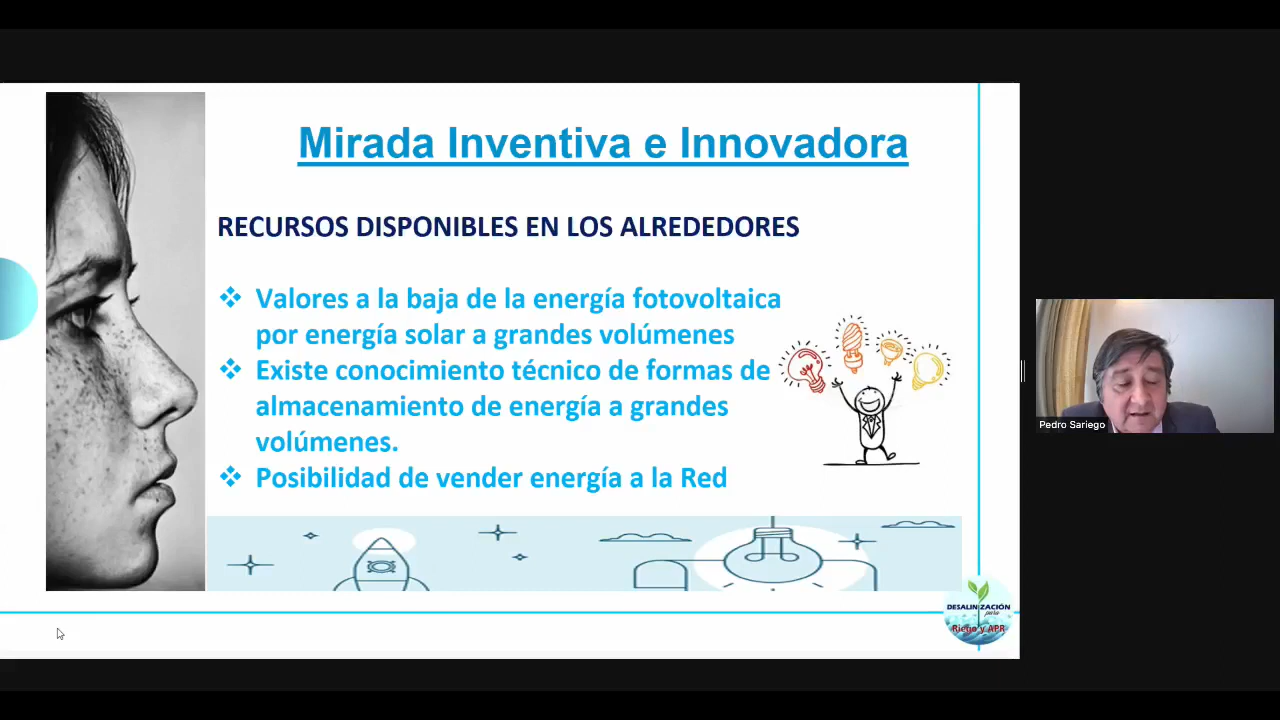 Mirada Inventiva e Innovadora
RECURSOS DISPONIBLES EN LOS ALREDEDORES
❖ Valores a la baja de la energía fotovoltaica
por energía solar a grandes volúmenes
❖ Existe conocimiento técnico de formas de
almacenamiento de energía a grandes
volúmenes.
❖ Posibilidad de vender energía a la Red
DESALINIZACIÓN
para
Riego y APR
Pedro Sariego